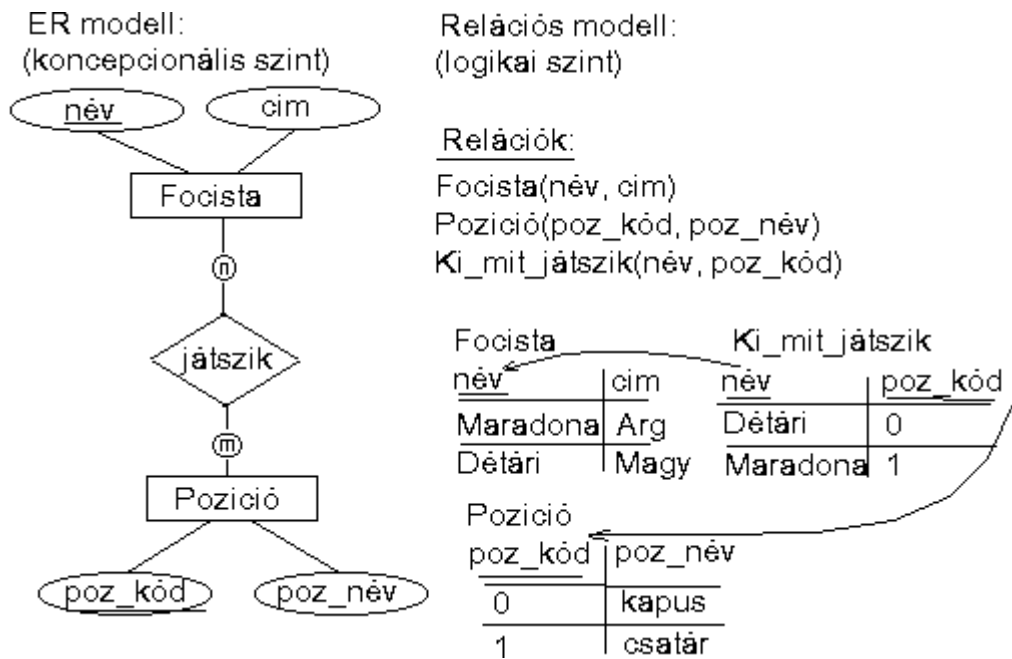 ER modell:
(koncepcionális szint)
név
cim
Focista
n
játszik
m
Pozició
poz_kód
poz_név
Relációs modell:
(logikai szint)
Relációk:
Focista(név, cim)
Pozició(poz_kód, poz_név)
Ki_mit_játszik(név, poz_kód)
Focista
név cim
Maradona Arg
Détári Magy
Ki_mit_játszik
név poz_kód
Détári 0
Maradona 1
Pozició
poz_kód poz_név
0 kapus
1 csatár